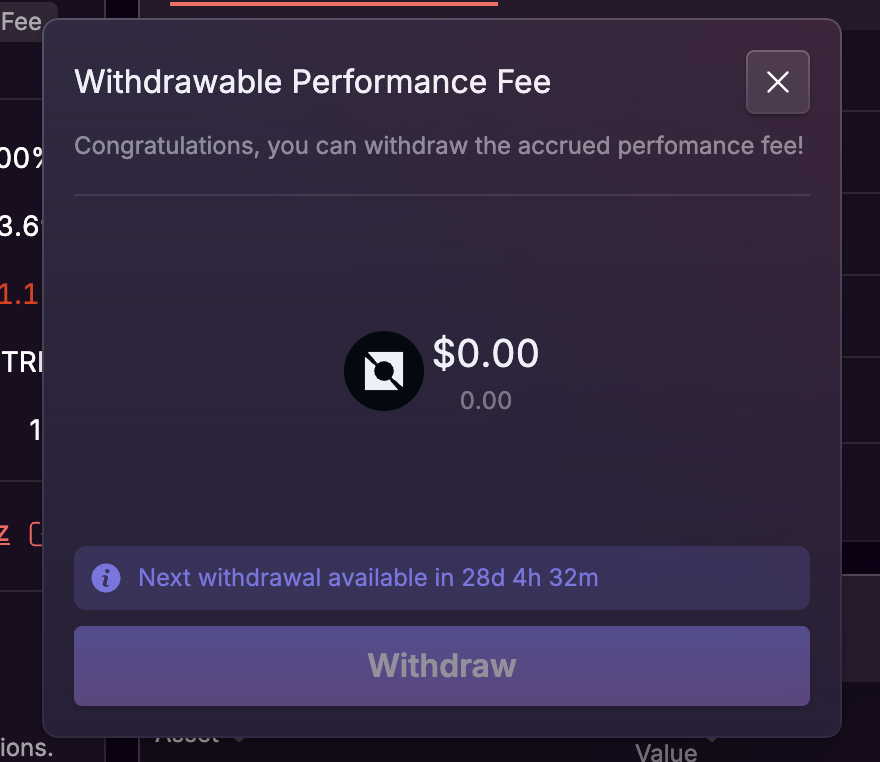 Fee
Withdrawable Performance Fee
Congratulations, you can withdraw the accrued perfomance fee!
00%
3.6
1.1
TRI
1
$0.00
0.00
z
Next withdrawal available in 28d 4h 32m
Withdraw
ions.
Asset
Value